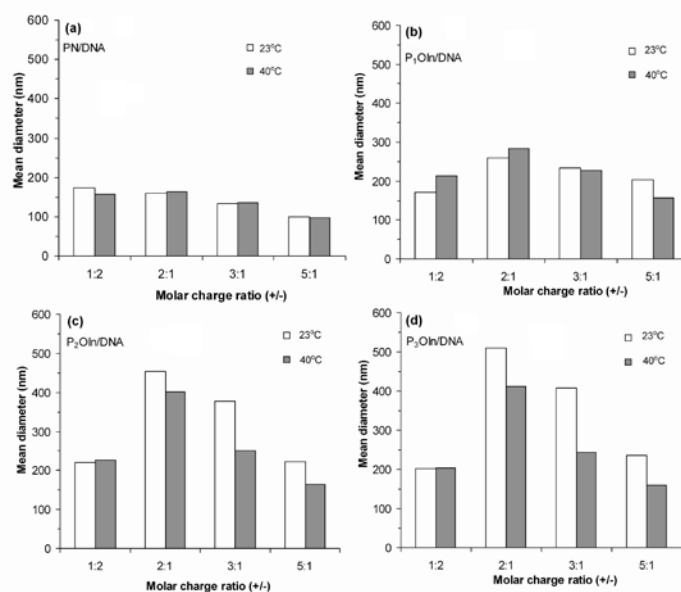 (a)
PN/DNA
23°C
40°C
600
500
400
300
200
100
0
Mean diameter (nm)
1:2 2:1 3:1 5:1
Molar charge ratio (+/-)
(b)
P₁Oln/DNA
23°C
40°C
600
500
400
300
200
100
0
Mean diameter (nm)
1:2 2:1 3:1 5:1
Molar charge ratio (+/-)
(c)
P₂Oln/DNA
23°C
40°C
600
500
400
300
200
100
0
Mean diameter (nm)
1:2 2:1 3:1 5:1
Molar charge ratio (+/-)
(d)
P₃Oln/DNA
23°C
40°C
600
500
400
300
200
100
0
Mean diameter (nm)
1:2 2:1 3:1 5:1
Molar charge ratio (+/-)